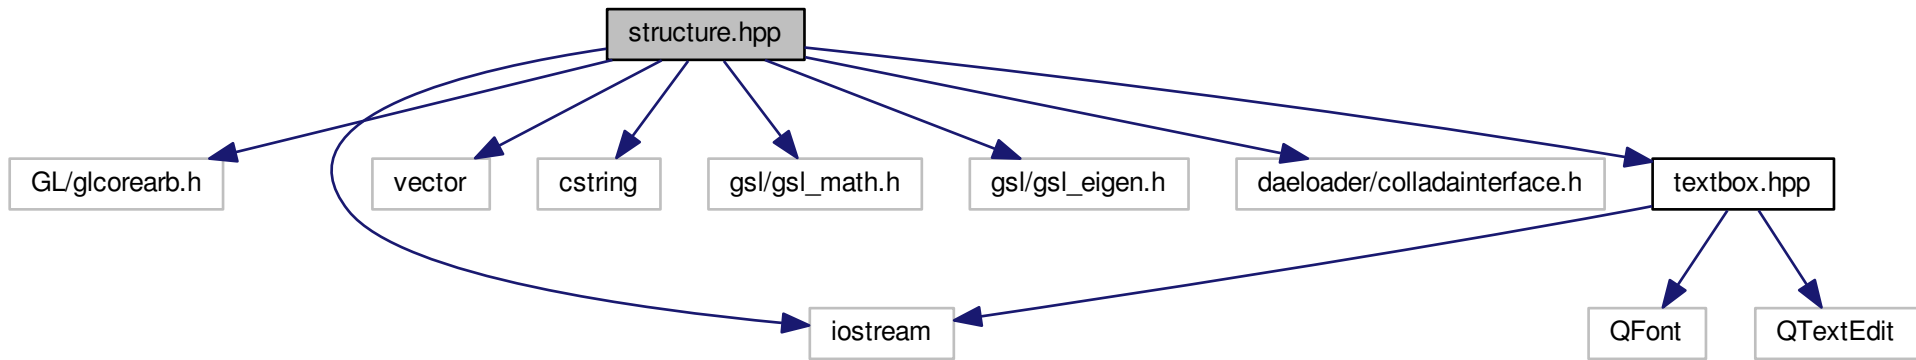 structure.hpp
GL/glcorearb.h
vector
cstring
gsl/gsl_math.h
gsl/gsl_eigen.h
daeloader/colladainterface.h
textbox.hpp
iostream
QFont
QTextEdit